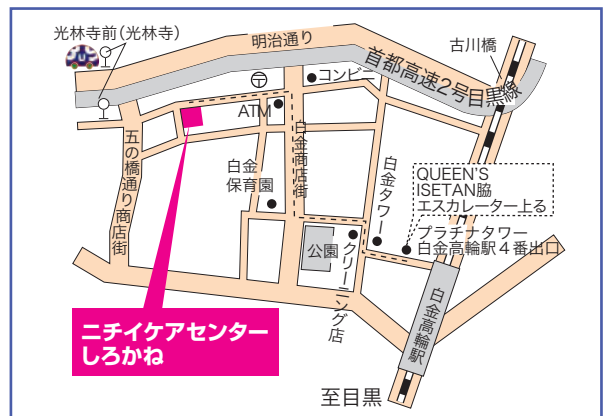 光林寺前(光林寺)
明治通り
古川橋
首都高速2号目黒線
〒
コンビニ
ATM
五の橋通り商店街
白金
保育園
白金商店街
白金タワー
QUEEN'S
ISETAN脇
エスカレーター上る
プラチナタワー
白金高輪駅4番出口
公園
クリーニング店
白金高輪駅
ニチイケアセンター
しろかね
至目黒